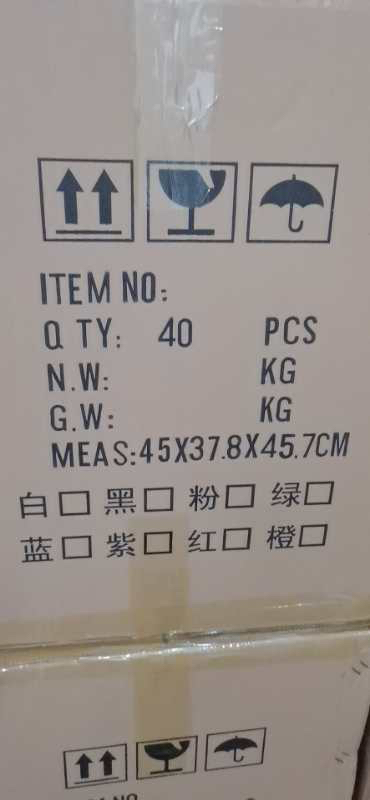 ITEM NO:
Q TY: 40 PCS
N.W: KG
G.W: KG
MEAS:45X37.8X45.7CM
白□ 黑□ 粉□ 绿□
蓝□ 紫□ 红□ 橙□